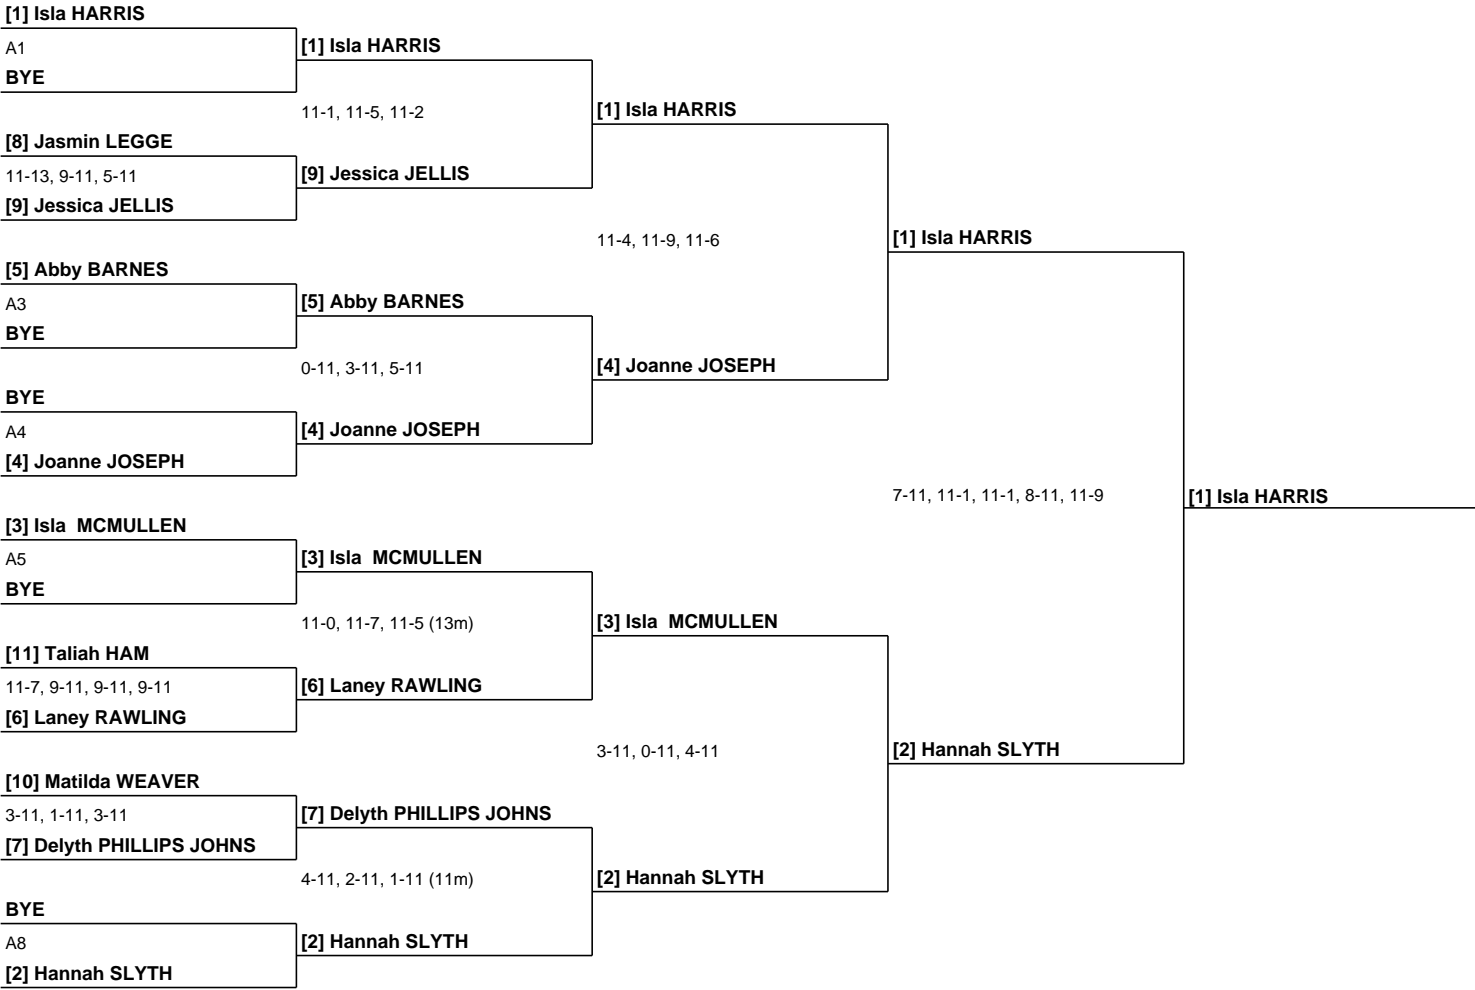 [1] Isla HARRIS
A1
BYE
[8] Jasmin LEGGE
11-13, 9-11, 5-11
[9] Jessica JELLIS
[5] Abby BARNES
A3
BYE
BYE
A4
[4] Joanne JOSEPH
[3] Isla  MCMULLEN
A5
BYE
[11] Taliah HAM
11-7, 9-11, 9-11, 9-11
[6] Laney RAWLING
[10] Matilda WEAVER
3-11, 1-11, 3-11
[7] Delyth PHILLIPS JOHNS
BYE
A8
[2] Hannah SLYTH
[1] Isla HARRIS
11-1, 11-5, 11-2
[9] Jessica JELLIS
[5] Abby BARNES
0-11, 3-11, 5-11
[4] Joanne JOSEPH
[3] Isla  MCMULLEN
11-0, 11-7, 11-5 (13m)
[6] Laney RAWLING
[7] Delyth PHILLIPS JOHNS
4-11, 2-11, 1-11 (11m)
[2] Hannah SLYTH
[1] Isla HARRIS
11-4, 11-9, 11-6
[4] Joanne JOSEPH
[3] Isla  MCMULLEN
3-11, 0-11, 4-11
[2] Hannah SLYTH
[1] Isla HARRIS
7-11, 11-1, 11-1, 8-11, 11-9
[2] Hannah SLYTH
[1] Isla HARRIS